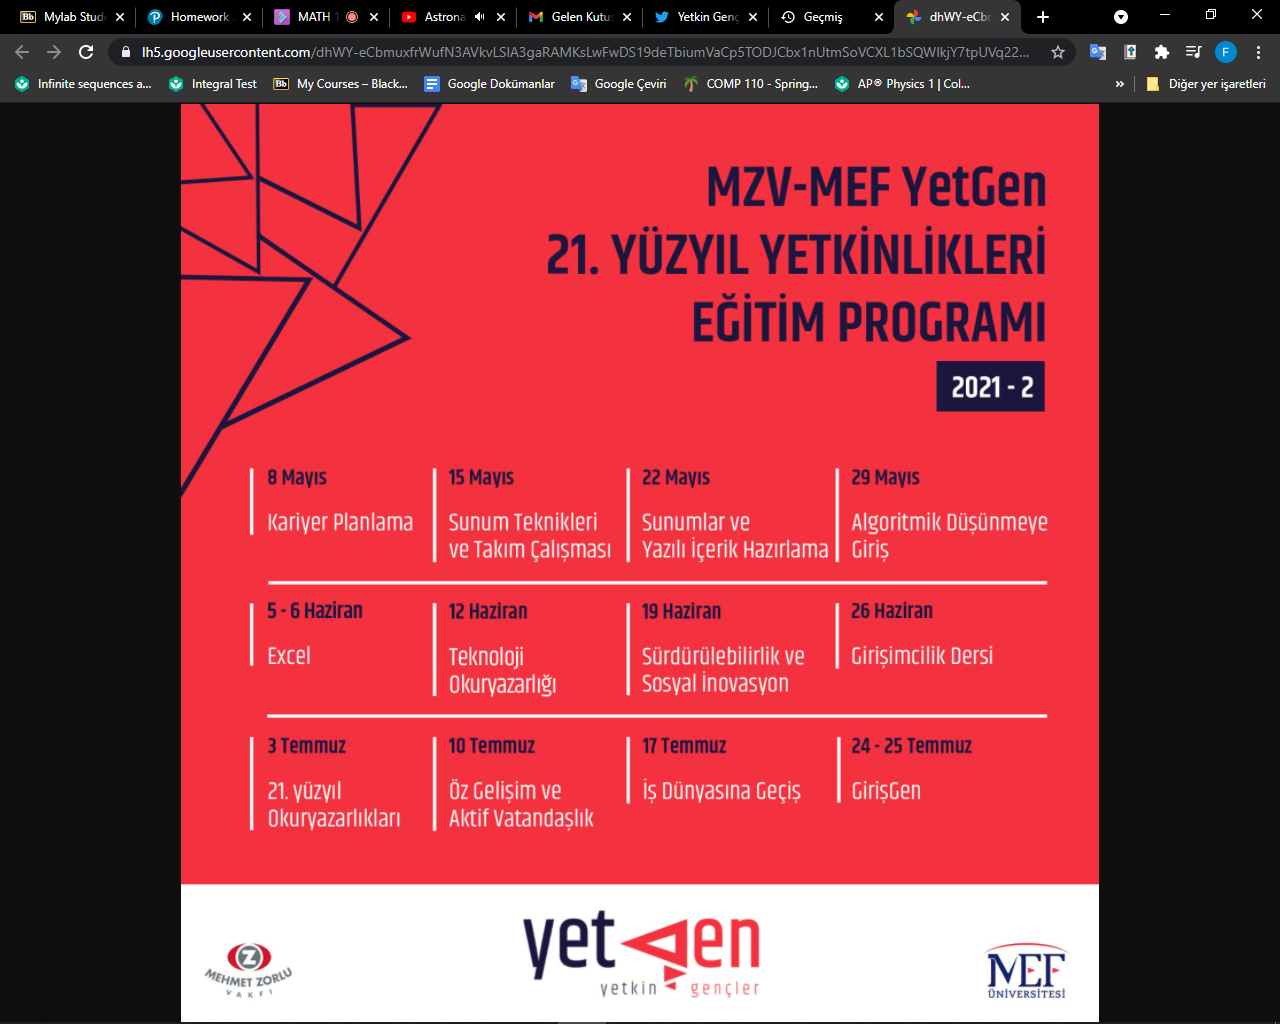 Mylab Stude
Homework
MATH 1
Astrona
Gelen Kutus
Yetkin Genç
Geçmiş
dhWY-eCbm
lh5.googleusercontent.com/dhWY-eCbmuxfrWufN3AVkvLSIA3gaRAMKsLwFwDS19deTbiumVaCp5TODJCbx1nUtmSoVCXL1bSQWIkjY7tpUVq22...
F
Infinite sequences a...
Integral Test
Bb
My Courses – Black...
Google Dokümanlar
Google Çeviri
COMP 110 - Spring...
AP® Physics 1 | Col...
»
Diğer yer işaretleri
MZV-MEF YetGen
21. YÜZYIL YETKİNLİKLERİ
EĞİTİM PROGRAMI
2021 - 2
8 Mayıs
Kariyer Planlama
15 Mayıs
Sunum Teknikleri
ve Takım Çalışması
22 Mayıs
Sunumlar ve
Yazılı İçerik Hazırlama
29 Mayıs
Algoritmik Düşünmeye
Giriş
5 - 6 Haziran
Excel
12 Haziran
Teknoloji
Okuryazarlığı
19 Haziran
Sürdürülebilirlik ve
Sosyal İnovasyon
26 Haziran
Girişimcilik Dersi
3 Temmuz
21. yüzyıl
Okuryazarlıkları
10 Temmuz
Öz Gelişim ve
Aktif Vatandaşlık
17 Temmuz
İş Dünyasına Geçiş
24 - 25 Temmuz
GirişGen
MEHMET ZORLU
VAKFI
yetgen
yetkin gençler
MEF
ÜNİVERSİTESİ